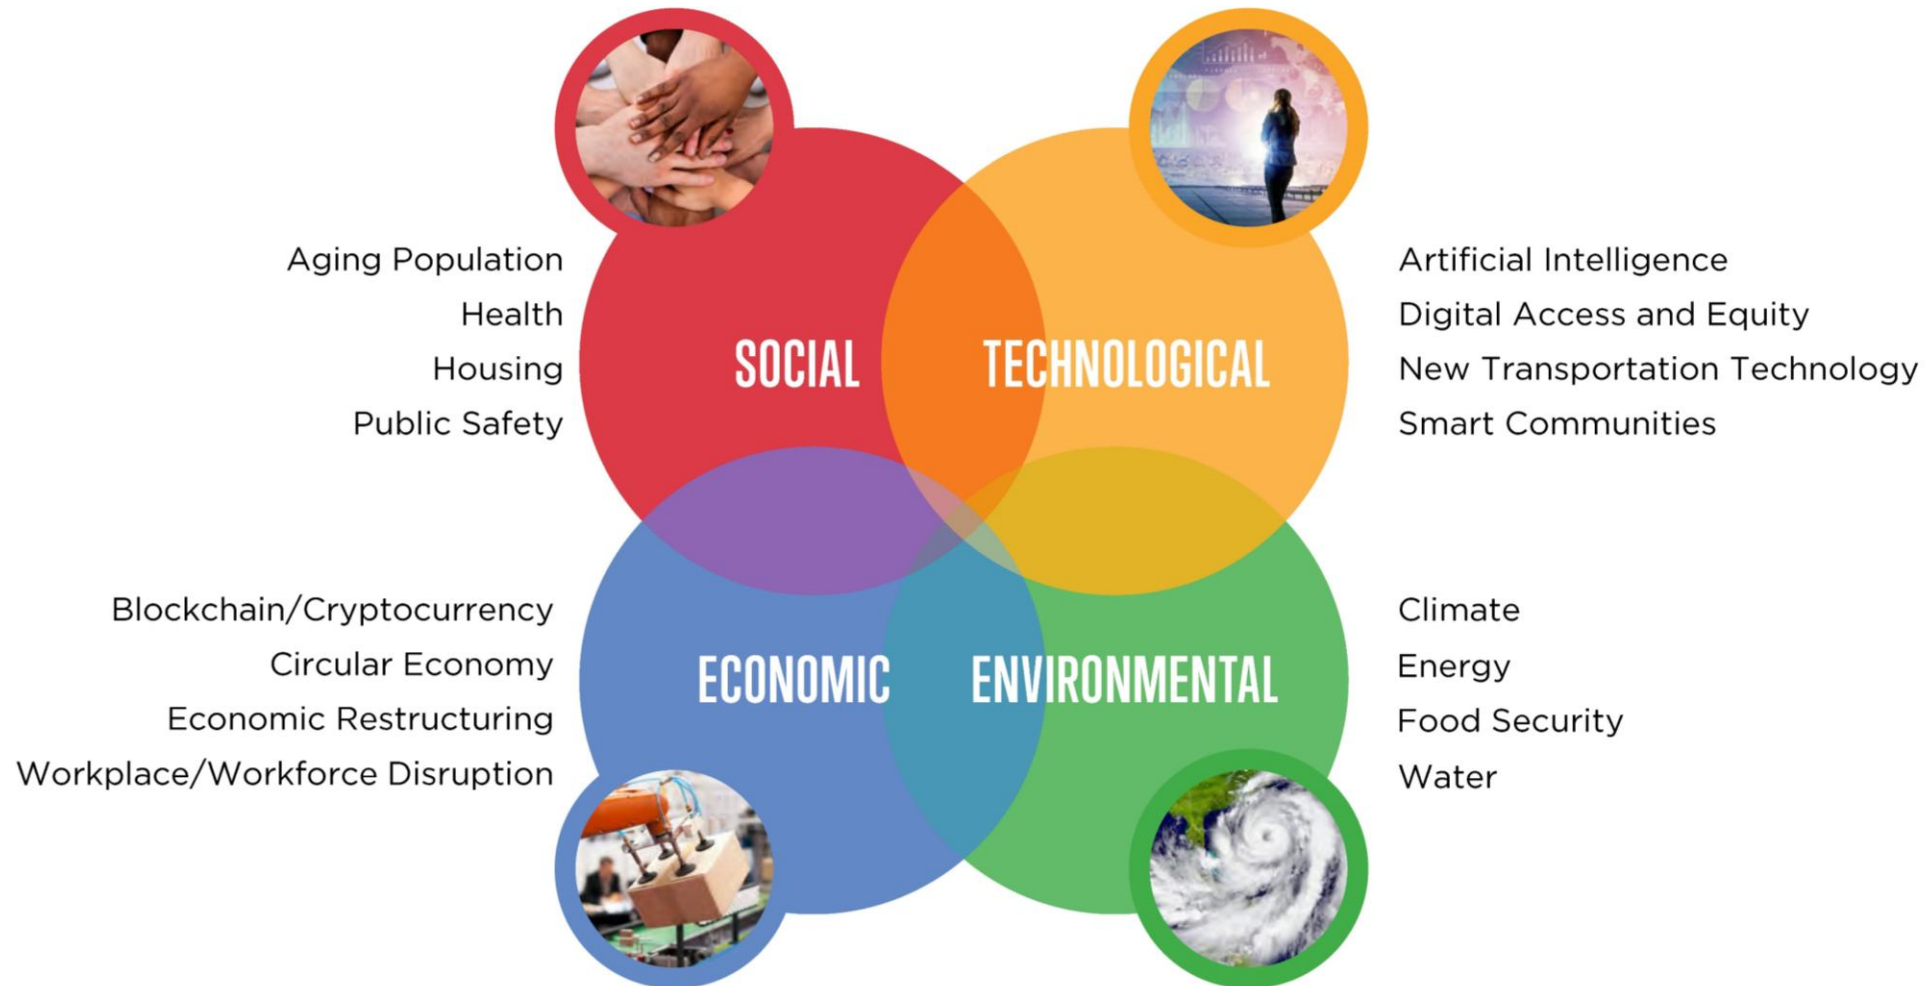 Aging Population
Health
Housing
Public Safety
SOCIAL
TECHNOLOGICAL
Artificial Intelligence
Digital Access and Equity
New Transportation Technology
Smart Communities
Blockchain/Cryptocurrency
Circular Economy
Economic Restructuring
Workplace/Workforce Disruption
ECONOMIC
ENVIRONMENTAL
Climate
Energy
Food Security
Water